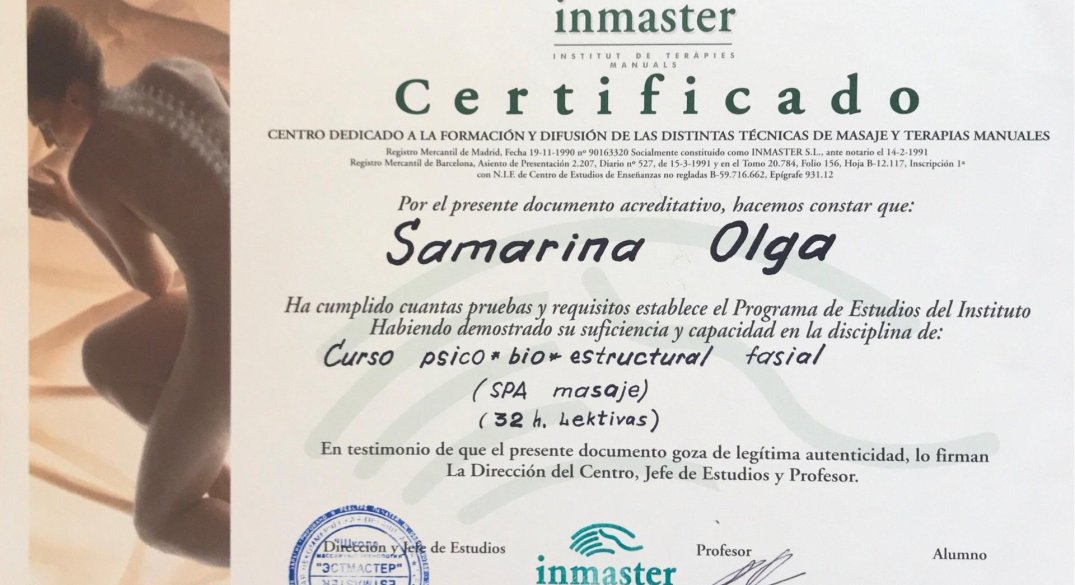 inmaster
INSTITUT DE TERÀPIES
MANUALS
Certificado
CENTRO DEDICADO A LA FORMACIÓN Y DIFUSIÓN DE LAS DISTINTAS TÉCNICAS DE MASAJE Y TERAPIAS MANUALES
Registro Mercantil de Madrid, Fecha 19-11-1990 nº 90163320 Socialmente constituido como INMASTER S.L., ante notario el 14-2-1991
Registro Mercantil de Barcelona, Asiento de Presentación 2.207, Diario nº 527, de 15-3-1991 y en el Tomo 20.784, Folio 156, Hoja B-12.117, Inscripción 1ª
con N.I.F. de Centro de Estudios de Enseñanzas no regladas B-59.716.662, Epígrafe 931.12
Por el presente documento acreditativo, hacemos constar que:
Samarina Olga
Ha cumplido cuantas pruebas y requisitos establece el Programa de Estudios del Instituto
Habiendo demostrado su suficiencia y capacidad en la disciplina de:
Curso psico*bio*estructural fasial
(SPA masaje)
(32 h. Lektivas)
En testimonio de que el presente documento goza de legítima autenticidad, lo firman
La Dirección del Centro, Jefe de Estudios y Profesor.
Dirección y Jefe de Estudios
Profesor
Alumno
"ЭСТМАСТЕР"
inmaster